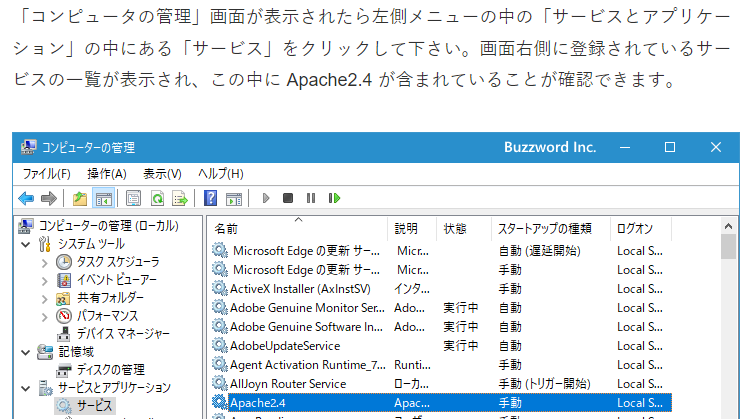 「コンピュータの管理」画面が表示されたら左側メニューの中の「サービスとアプリケー
ション」の中にある「サービス」をクリックして下さい。画面右側に登録されているサー
ビスの一覧が表示され、この中に Apache2.4 が含まれていることが確認できます。
コンピューターの管理 Buzzword Inc.
ファイル(F) 操作(A) 表示(V) ヘルプ(H)
コンピューターの管理 (ローカル)
システム ツール
タスク スケジューラ
イベント ビューアー
共有フォルダー
パフォーマンス
デバイス マネージャー
記憶域
ディスクの管理
サービスとアプリケーション
サービス
名前 説明 状態 スタートアップの種類 ログオン
Microsoft Edge の更新 サー... Micr... 自動 (遅延開始) Local S...
Microsoft Edge の更新 サー... Micr... 手動 Local S...
ActiveX Installer (AxInstSV) インタ... 手動 Local S...
Adobe Genuine Monitor Ser... Ado... 実行中 自動 Local S...
Adobe Genuine Software In... Ado... 実行中 自動 Local S...
AdobeUpdateService 実行中 自動 Local S...
Agent Activation Runtime_7... Runti... 手動 Local S...
AllJoyn Router Service ローカ... 手動 (トリガー開始) Local S...
Apache2.4 Apac... 手動 Local S...